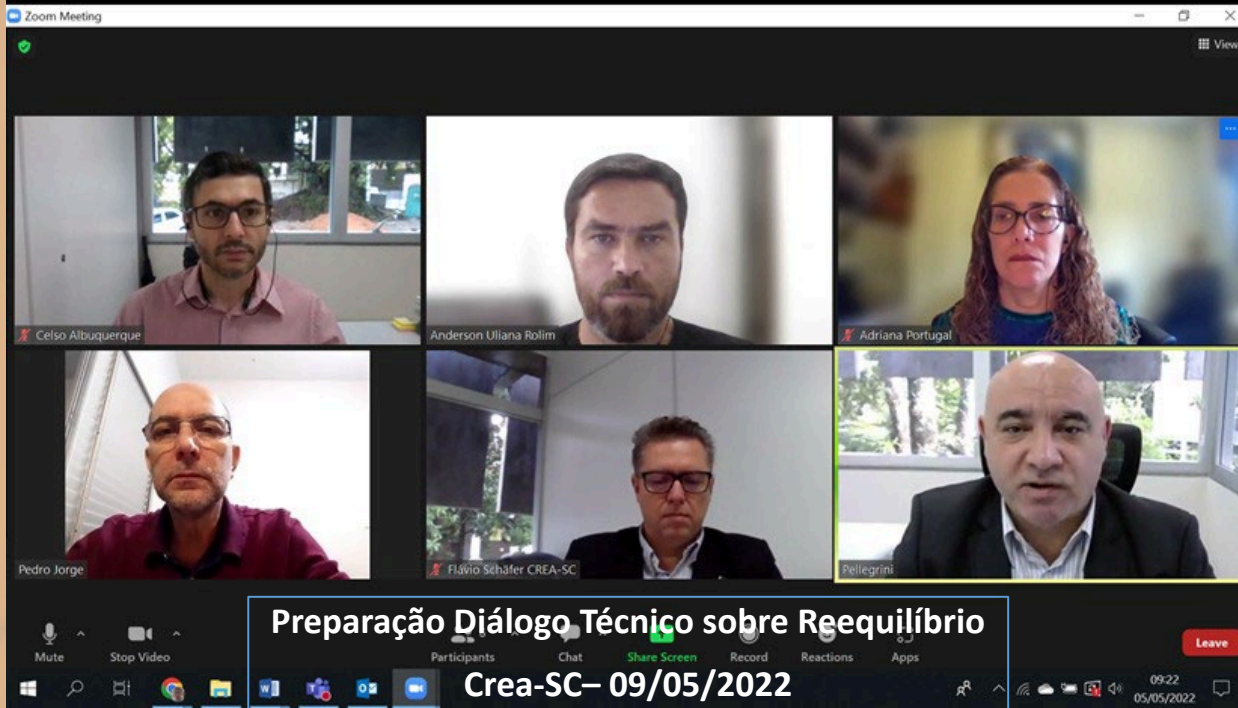 Zoom Meeting
View
Celso Albuquerque
Anderson Uliana Rolim
Adriana Portugal
Pedro Jorge
Flávio Schäfer CREA-SC
Pellegrini
Preparação Diálogo Técnico sobre Reequilíbrio
Mute
Stop Video
Participants
Chat
Share Screen
Record
Reactions
Apps
Leave
Crea-SC– 09/05/2022
09:22
05/05/2022